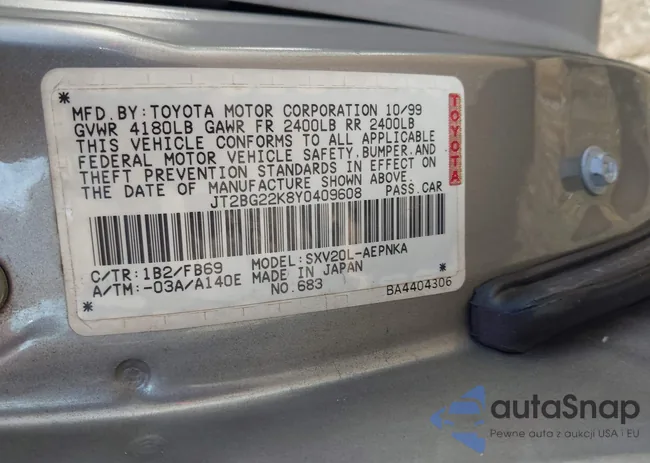 MFD. BY: TOYOTA MOTOR CORPORATION 10/99
GVWR 4180LB GAWR FR 2400LB RR 2400LB
THIS VEHICLE CONFORMS TO ALL APPLICABLE
FEDERAL MOTOR VEHICLE SAFETY, BUMPER, AND
THEFT PREVENTION STANDARDS IN EFFECT ON
THE DATE OF MANUFACTURE SHOWN ABOVE.
JT2BG22K8Y0409608 PASS. CAR
TOYOTA
C/TR: 1B2/FB69 MODEL: SXV20L-AEPNKA
A/TM: -03A/A140E MADE IN JAPAN
NO. 683 BA4404306
autaSnap
Pewne auta z aukcji USA i EU